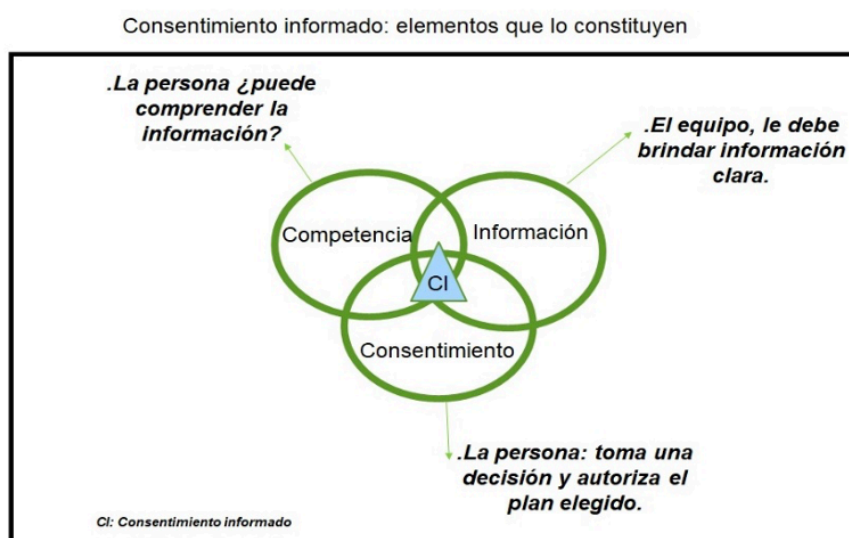 Consentimiento informado: elementos que lo constituyen
.La persona ¿puede
comprender la
información?
.El equipo, le debe
brindar información
clara.
Competencia
Información
CI
Consentimiento
.La persona: toma una
decisión y autoriza el
plan elegido.
CI: Consentimiento informado